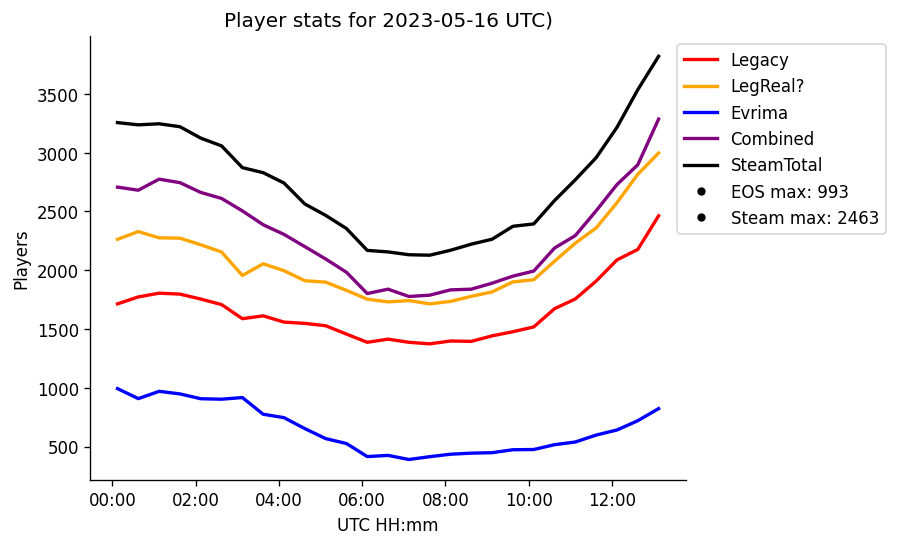 Player stats for 2023-05-16 UTC)
Legacy
LegReal?
Evrima
Combined
SteamTotal
EOS max: 993
Steam max: 2463
Players
3500
3000
2500
2000
1500
1000
500
00:00 02:00 04:00 06:00 08:00 10:00 12:00
UTC HH:mm